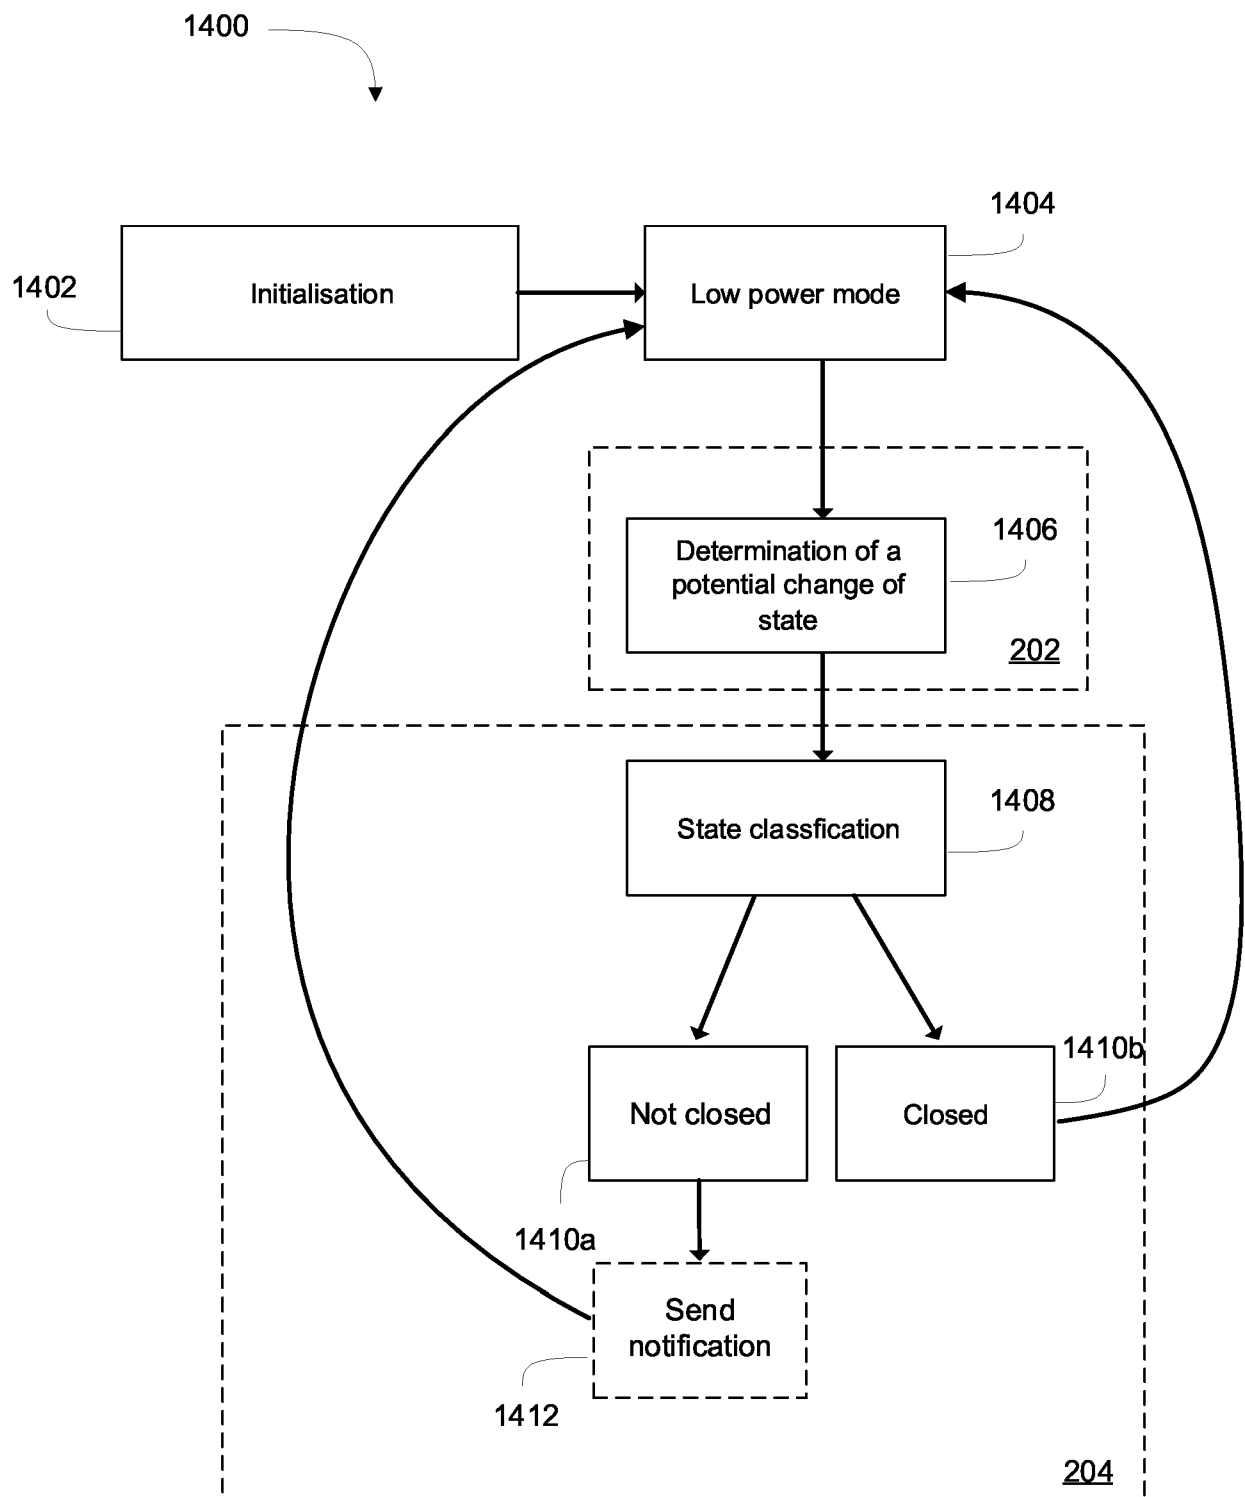 1400
1404
1402
Initialisation
Low power mode
1406
Determination of a
potential change of
state
202
1408
State classfication
1410b
Not closed
Closed
1410a
Send
notification
1412
204